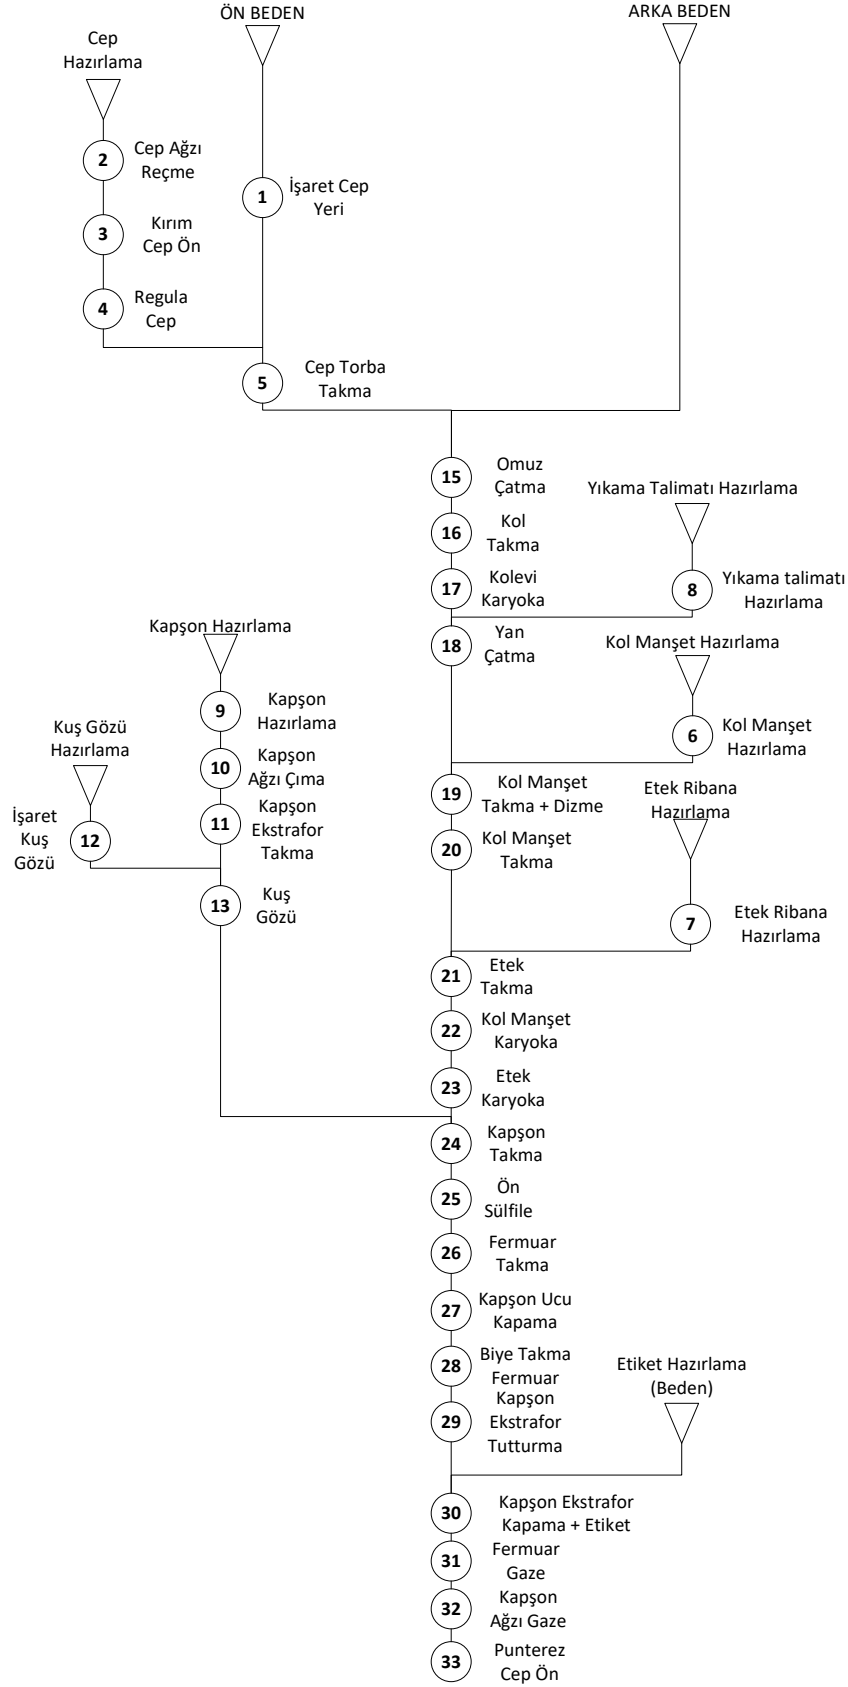 ÖN BEDEN
ARKA BEDEN
Cep
Hazırlama
2
Cep Ağzı
Reçme
1
İşaret Cep
Yeri
3
Kırım
Cep Ön
4
Regula
Cep
5
Cep Torba
Takma
15
Omuz
Çatma
Yıkama Talimatı Hazırlama
16
Kol
Takma
17
Kolevi
Karyoka
8
Yıkama talimatı
Hazırlama
Kapşon Hazırlama
18
Yan
Çatma
Kol Manşet Hazırlama
9
Kapşon
Hazırlama
6
Kol Manşet
Hazırlama
Kuş Gözü
Hazırlama
10
Kapşon
Ağzı Çıma
19
Kol Manşet
Takma + Dizme
Etek Ribana
Hazırlama
İşaret
Kuş
Gözü
12
11
Kapşon
Ekstrafor
Takma
20
Kol Manşet
Takma
13
Kuş
Gözü
7
Etek Ribana
Hazırlama
21
Etek
Takma
22
Kol Manşet
Karyoka
23
Etek
Karyoka
24
Kapşon
Takma
25
Ön
Sülfile
26
Fermuar
Takma
27
Kapşon Ucu
Kapama
28
Biye Takma
Fermuar
Etiket Hazırlama
(Beden)
29
Kapşon
Ekstrafor
Tutturma
30
Kapşon Ekstrafor
Kapama + Etiket
31
Fermuar
Gaze
32
Kapşon
Ağzı Gaze
33
Punterez
Cep Ön